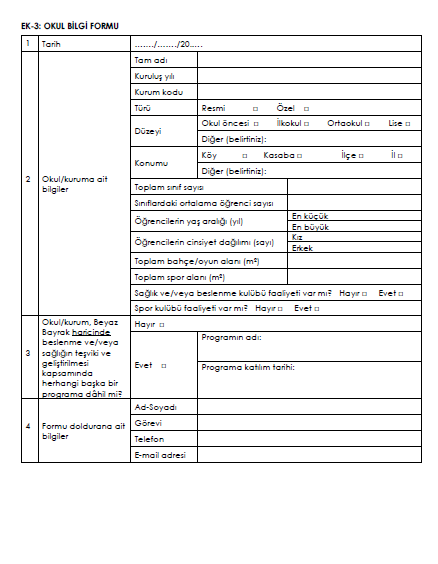 EK-3: OKUL BİLGİ FORMU
1 Tarih ……./……./20…..
2 Okul/kuruma ait bilgiler
Tam adı
Kuruluş yılı
Kurum kodu
Türü Resmi □ Özel □
Düzeyi
Okul öncesi □ İlkokul □ Ortaokul □ Lise □
Diğer (belirtiniz):
Konumu
Köy □ Kasaba □ İlçe □ İl □
Diğer (belirtiniz):
Toplam sınıf sayısı
Sınıflardaki ortalama öğrenci sayısı
Öğrencilerin yaş aralığı (yıl)
En küçük
En büyük
Öğrencilerin cinsiyet dağılımı (sayı)
Kız
Erkek
Toplam bahçe/oyun alanı (m²)
Toplam spor alanı (m²)
Sağlık ve/veya beslenme kulübü faaliyeti var mı? Hayır □ Evet □
Spor kulübü faaliyeti var mı? Hayır □ Evet □
3
Okul/kurum, Beyaz
Bayrak haricinde
beslenme ve/veya
sağlığın teşviki ve
geliştirilmesi
kapsamında
herhangi başka bir
programa dâhil mi?
Hayır □
Evet □
Programın adı:
Programa katılım tarihi:
4 Formu doldurana ait
bilgiler
Ad-Soyadı
Görevi
Telefon
E-mail adresi